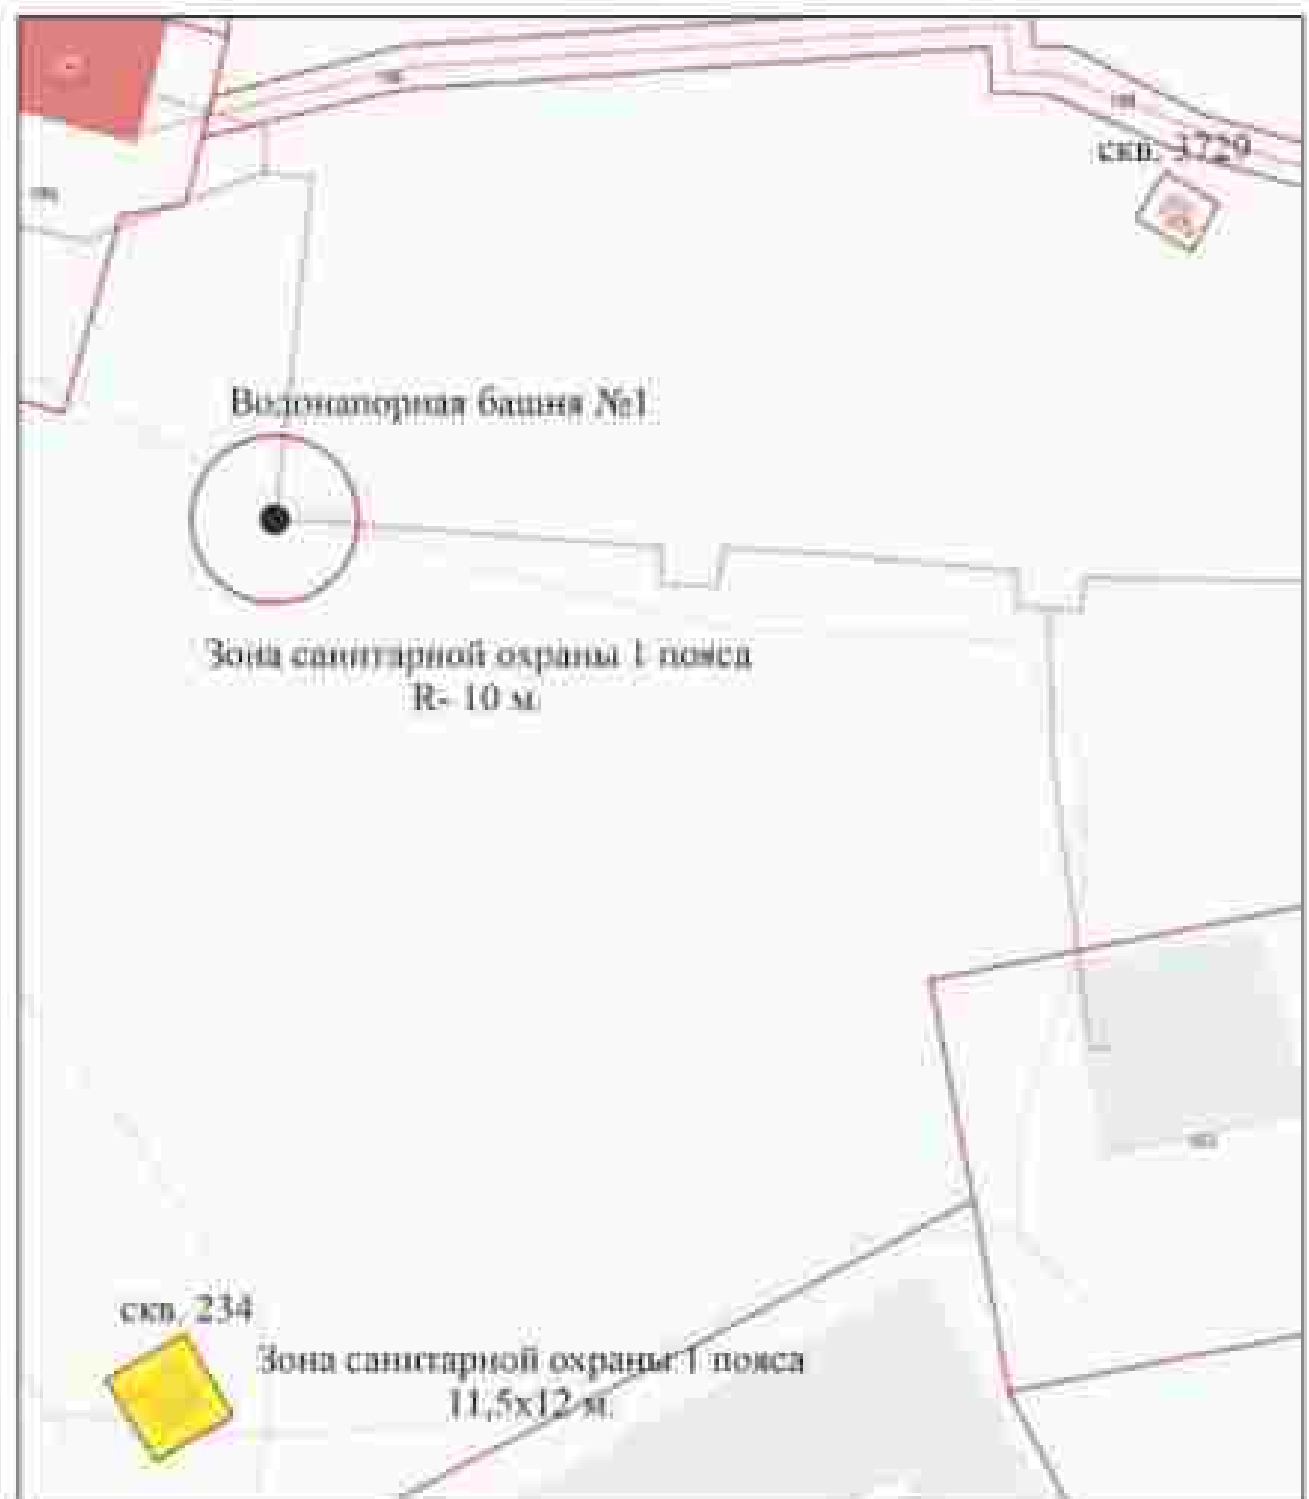 скв. 3729
Водонапорная башня №1
Зона санитарной охраны 1 пояса
R- 10 м.
скв. 234
Зона санитарной охраны 1 пояса
11,5х12 м.